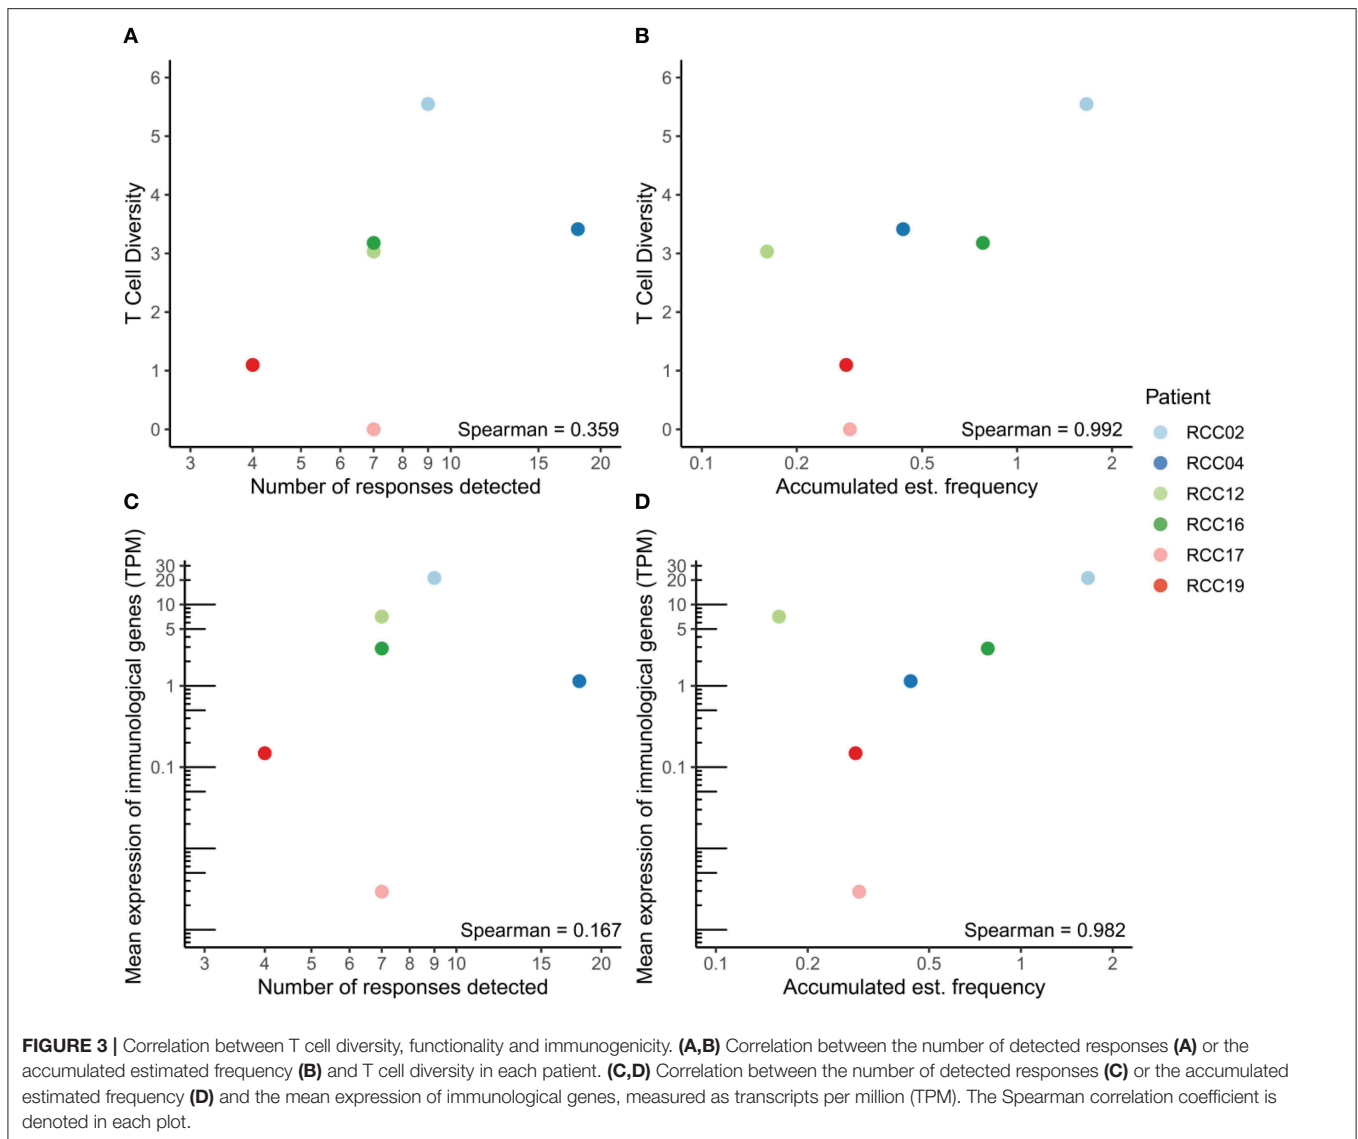 A
B
6
5
4
3
2
1
0
T Cell Diversity
Spearman = 0.359
3 4 5 6 7 8 9 10 15 20
Number of responses detected
6
5
4
3
2
1
0
T Cell Diversity
Spearman = 0.992
0.1 0.2 0.5 1 2
Accumulated est. frequency
Patient
RCC02
RCC04
RCC12
RCC16
RCC17
RCC19
C
D
30
20
10
5
1
0.1
Mean expression of immunological genes (TPM)
Spearman = 0.167
3 4 5 6 7 8 9 10 15 20
Number of responses detected
30
20
10
5
1
0.1
Mean expression of immunological genes (TPM)
Spearman = 0.982
0.1 0.2 0.5 1 2
Accumulated est. frequency
FIGURE 3 | Correlation between T cell diversity, functionality and immunogenicity. (A,B) Correlation between the number of detected responses (A) or the
accumulated estimated frequency (B) and T cell diversity in each patient. (C,D) Correlation between the number of detected responses (C) or the accumulated
estimated frequency (D) and the mean expression of immunological genes, measured as transcripts per million (TPM). The Spearman correlation coefficient is
denoted in each plot.